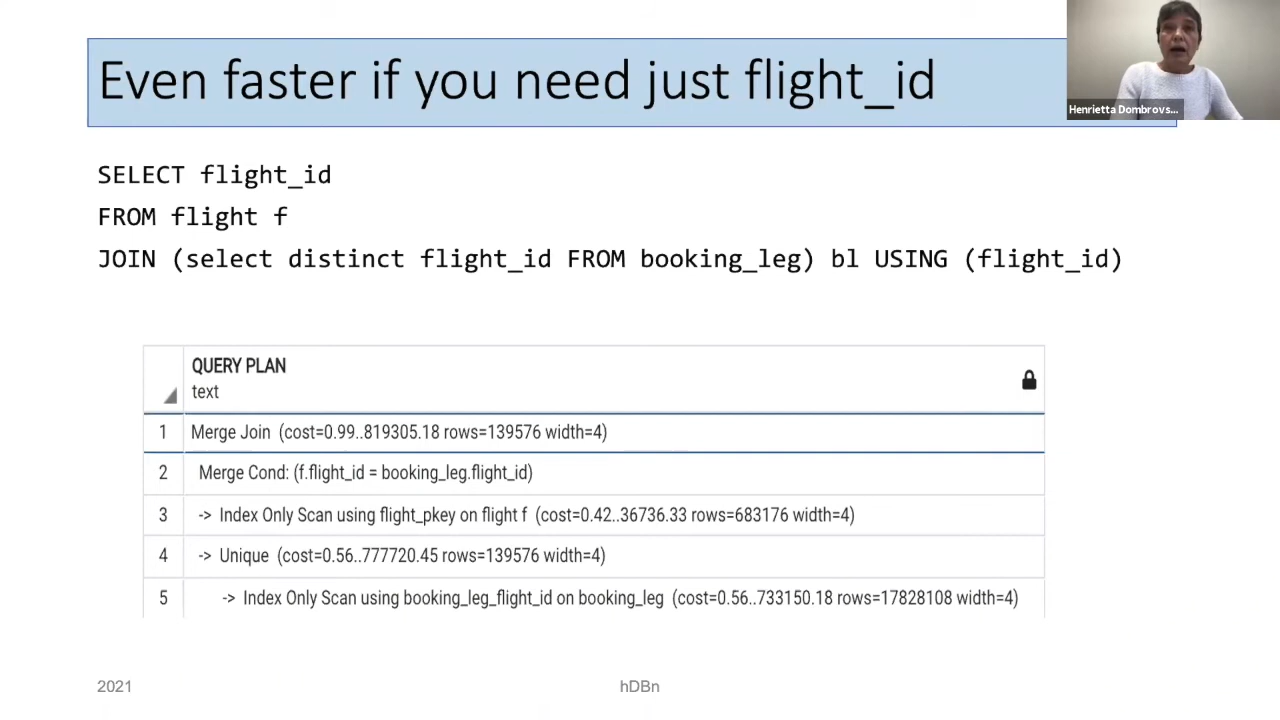 Even faster if you need just flight_id
Henrietta Dombrovs...
SELECT flight_id
FROM flight f
JOIN (select distinct flight_id FROM booking_leg) bl USING (flight_id)
QUERY PLAN
text
1 Merge Join (cost=0.99..819305.18 rows=139576 width=4)
2 Merge Cond: (f.flight_id = booking_leg.flight_id)
3 -> Index Only Scan using flight_pkey on flight f (cost=0.42..36736.33 rows=683176 width=4)
4 -> Unique (cost=0.56..777720.45 rows=139576 width=4)
5 -> Index Only Scan using booking_leg_flight_id on booking_leg (cost=0.56..733150.18 rows=17828108 width=4)
2021 hDBn